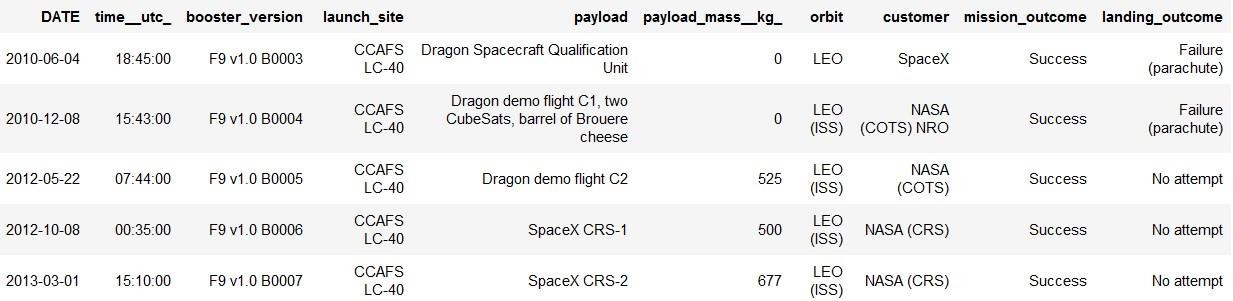 DATE time__utc_ booster_version launch_site payload payload_mass__kg_ orbit customer mission_outcome landing_outcome
2010-06-04 18:45:00 F9 v1.0 B0003 CCAFS LC-40 Dragon Spacecraft Qualification Unit 0 LEO SpaceX Success Failure (parachute)
2010-12-08 15:43:00 F9 v1.0 B0004 CCAFS LC-40 Dragon demo flight C1, two CubeSats, barrel of Brouere cheese 0 LEO (ISS) NASA (COTS) NRO Success Failure (parachute)
2012-05-22 07:44:00 F9 v1.0 B0005 CCAFS LC-40 Dragon demo flight C2 525 LEO (ISS) NASA (COTS) Success No attempt
2012-10-08 00:35:00 F9 v1.0 B0006 CCAFS LC-40 SpaceX CRS-1 500 LEO (ISS) NASA (CRS) Success No attempt
2013-03-01 15:10:00 F9 v1.0 B0007 CCAFS LC-40 SpaceX CRS-2 677 LEO (ISS) NASA (CRS) Success No attempt